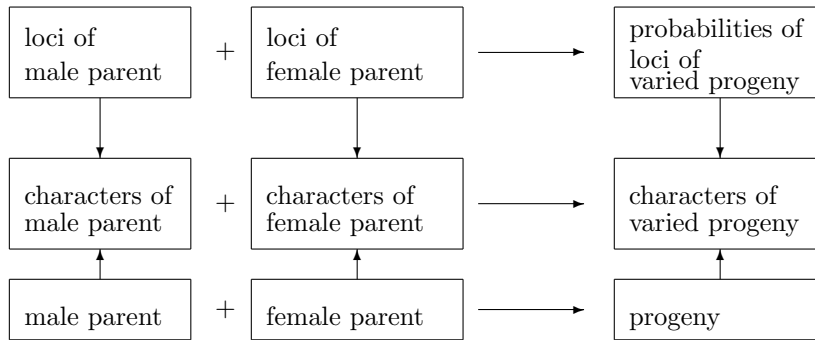 loci of
male parent
+
loci of
female parent
probabilities of
loci of
varied progeny
characters of
male parent
+
characters of
female parent
characters of
varied progeny
male parent
+
female parent
progeny